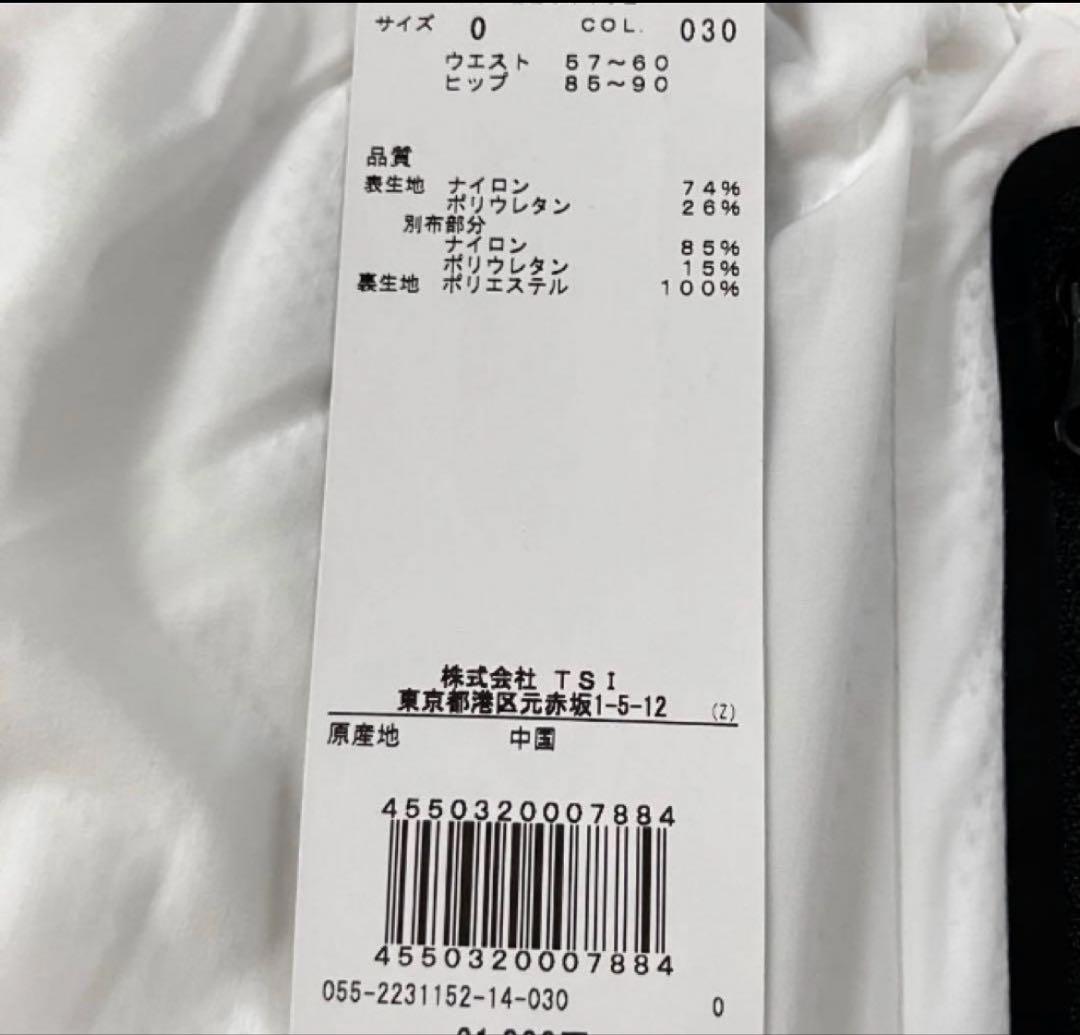 サイズ 0 COL. 030
ウエスト 57～60
ヒップ 85～90
品質
表生地 ナイロン 74%
ポリウレタン 26%
別布部分
ナイロン 85%
ポリウレタン 15%
裏生地 ポリエステル 100%
株式会社 TSI
東京都港区元赤坂1-5-12 (Z)
原産地 中国
4550320007884
4550320007884
055-2231152-14-030 0